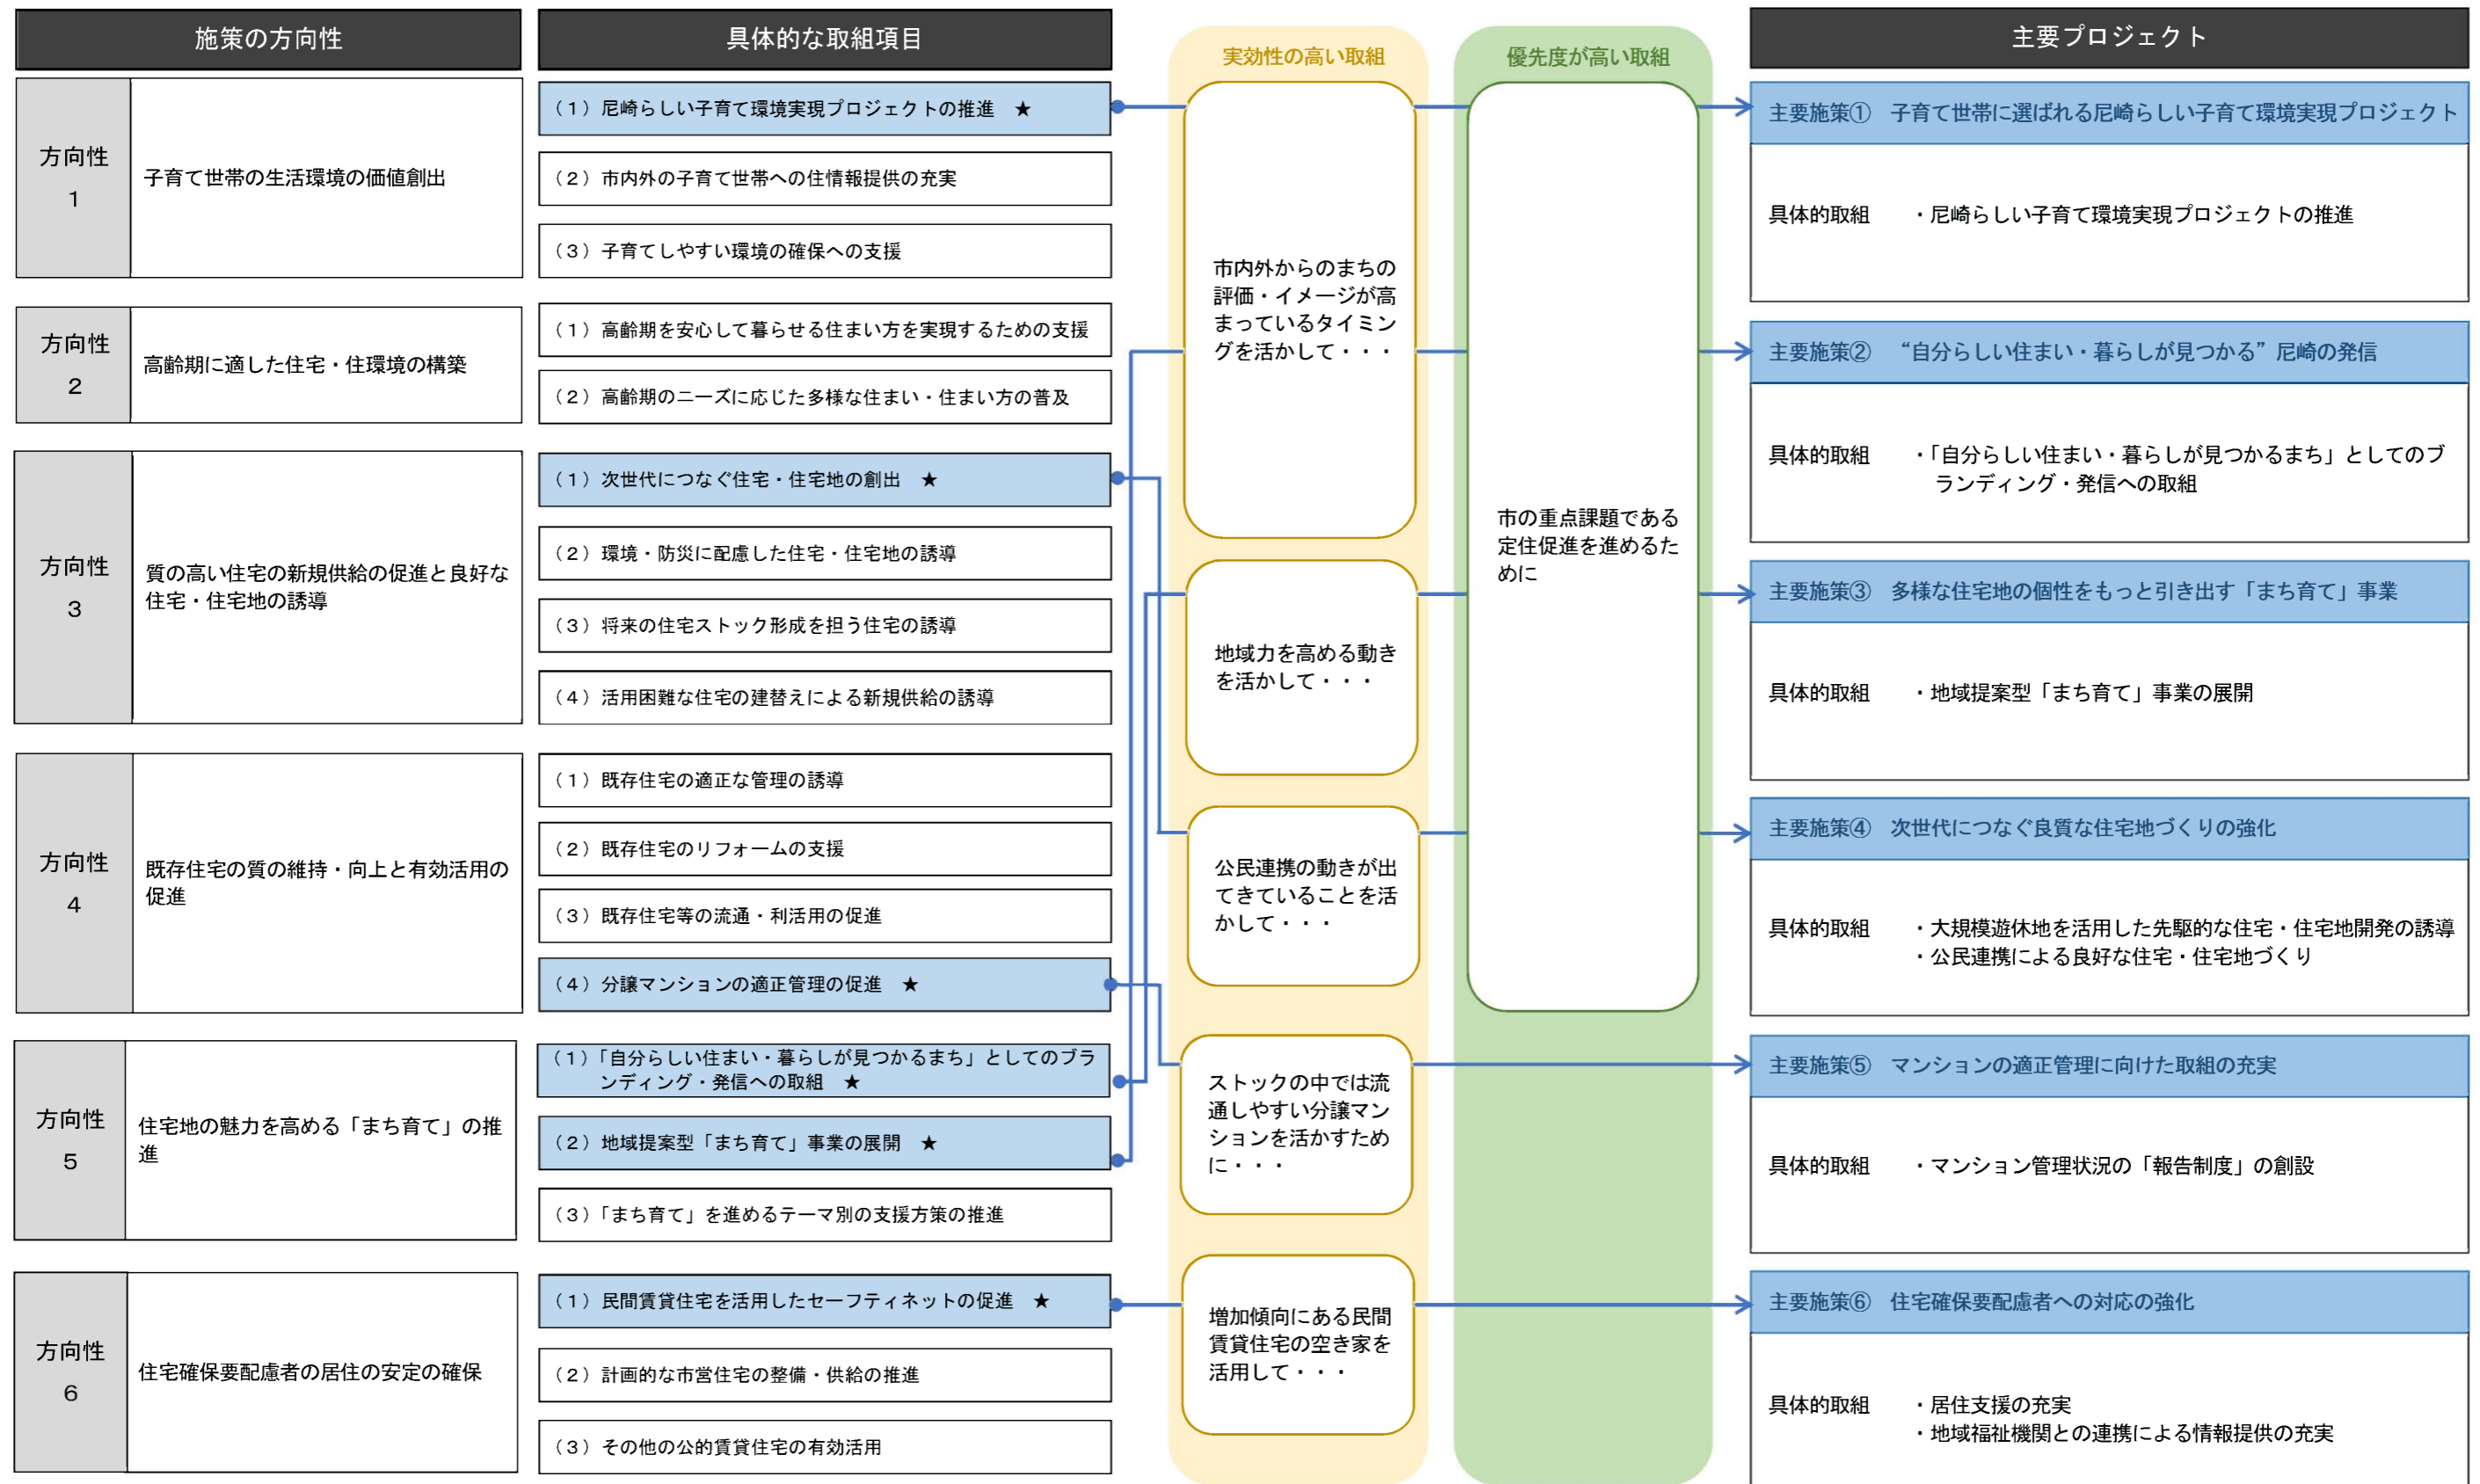 施策の方向性
具体的な取組項目
実効性の高い取組
優先度が高い取組
主要プロジェクト
方向性
1
子育て世帯の生活環境の価値創出
（１）尼崎らしい子育て環境実現プロジェクトの推進　★
（２）市内外の子育て世帯への住情報提供の充実
（３）子育てしやすい環境の確保への支援
方向性
2
高齢期に適した住宅・住環境の構築
（１）高齢期を安心して暮らせる住まい方を実現するための支援
（２）高齢期のニーズに応じた多様な住まい・住まい方の普及
方向性
3
質の高い住宅の新規供給の促進と良好な
住宅・住宅地の誘導
（１）次世代につなぐ住宅・住宅地の創出　★
（２）環境・防災に配慮した住宅・住宅地の誘導
（３）将来の住宅ストック形成を担う住宅の誘導
（４）活用困難な住宅の建替えによる新規供給の誘導
方向性
4
既存住宅の質の維持・向上と有効活用の
促進
（１）既存住宅の適正な管理の誘導
（２）既存住宅のリフォームの支援
（３）既存住宅等の流通・利活用の促進
（４）分譲マンションの適正管理の促進　★
方向性
5
住宅地の魅力を高める「まち育て」の推
進
（１）「自分らしい住まい・暮らしが見つかるまち」としてのブラ
ンディング・発信への取組　★
（２）地域提案型「まち育て」事業の展開　★
（３）「まち育て」を進めるテーマ別の支援方策の推進
方向性
6
住宅確保要配慮者の居住の安定の確保
（１）民間賃貸住宅を活用したセーフティネットの促進　★
（２）計画的な市営住宅の整備・供給の推進
（３）その他の公的賃貸住宅の有効活用
市内外からのまちの
評価・イメージが高
まっているタイミン
グを活かして・・・
地域力を高める動き
を活かして・・・
公民連携の動きが出
てきていることを活
かして・・・
ストックの中では流
通しやすい分譲マン
ションを活かすため
に・・・
増加傾向にある民間
賃貸住宅の空き家を
活用して・・・
市の重点課題である
定住促進を進めるた
めに
主要施策①　子育て世帯に選ばれる尼崎らしい子育て環境実現プロジェクト
具体的取組　・尼崎らしい子育て環境実現プロジェクトの推進
主要施策②　“自分らしい住まい・暮らしが見つかる”尼崎の発信
具体的取組　・「自分らしい住まい・暮らしが見つかるまち」としてのブ
ランディング・発信への取組
主要施策③　多様な住宅地の個性をもっと引き出す「まち育て」事業
具体的取組　・地域提案型「まち育て」事業の展開
主要施策④　次世代につなぐ良質な住宅地づくりの強化
具体的取組　・大規模遊休地を活用した先駆的な住宅・住宅地開発の誘導
・公民連携による良好な住宅・住宅地づくり
主要施策⑤　マンションの適正管理に向けた取組の充実
具体的取組　・マンション管理状況の「報告制度」の創設
主要施策⑥　住宅確保要配慮者への対応の強化
具体的取組　・居住支援の充実
・地域福祉機関との連携による情報提供の充実